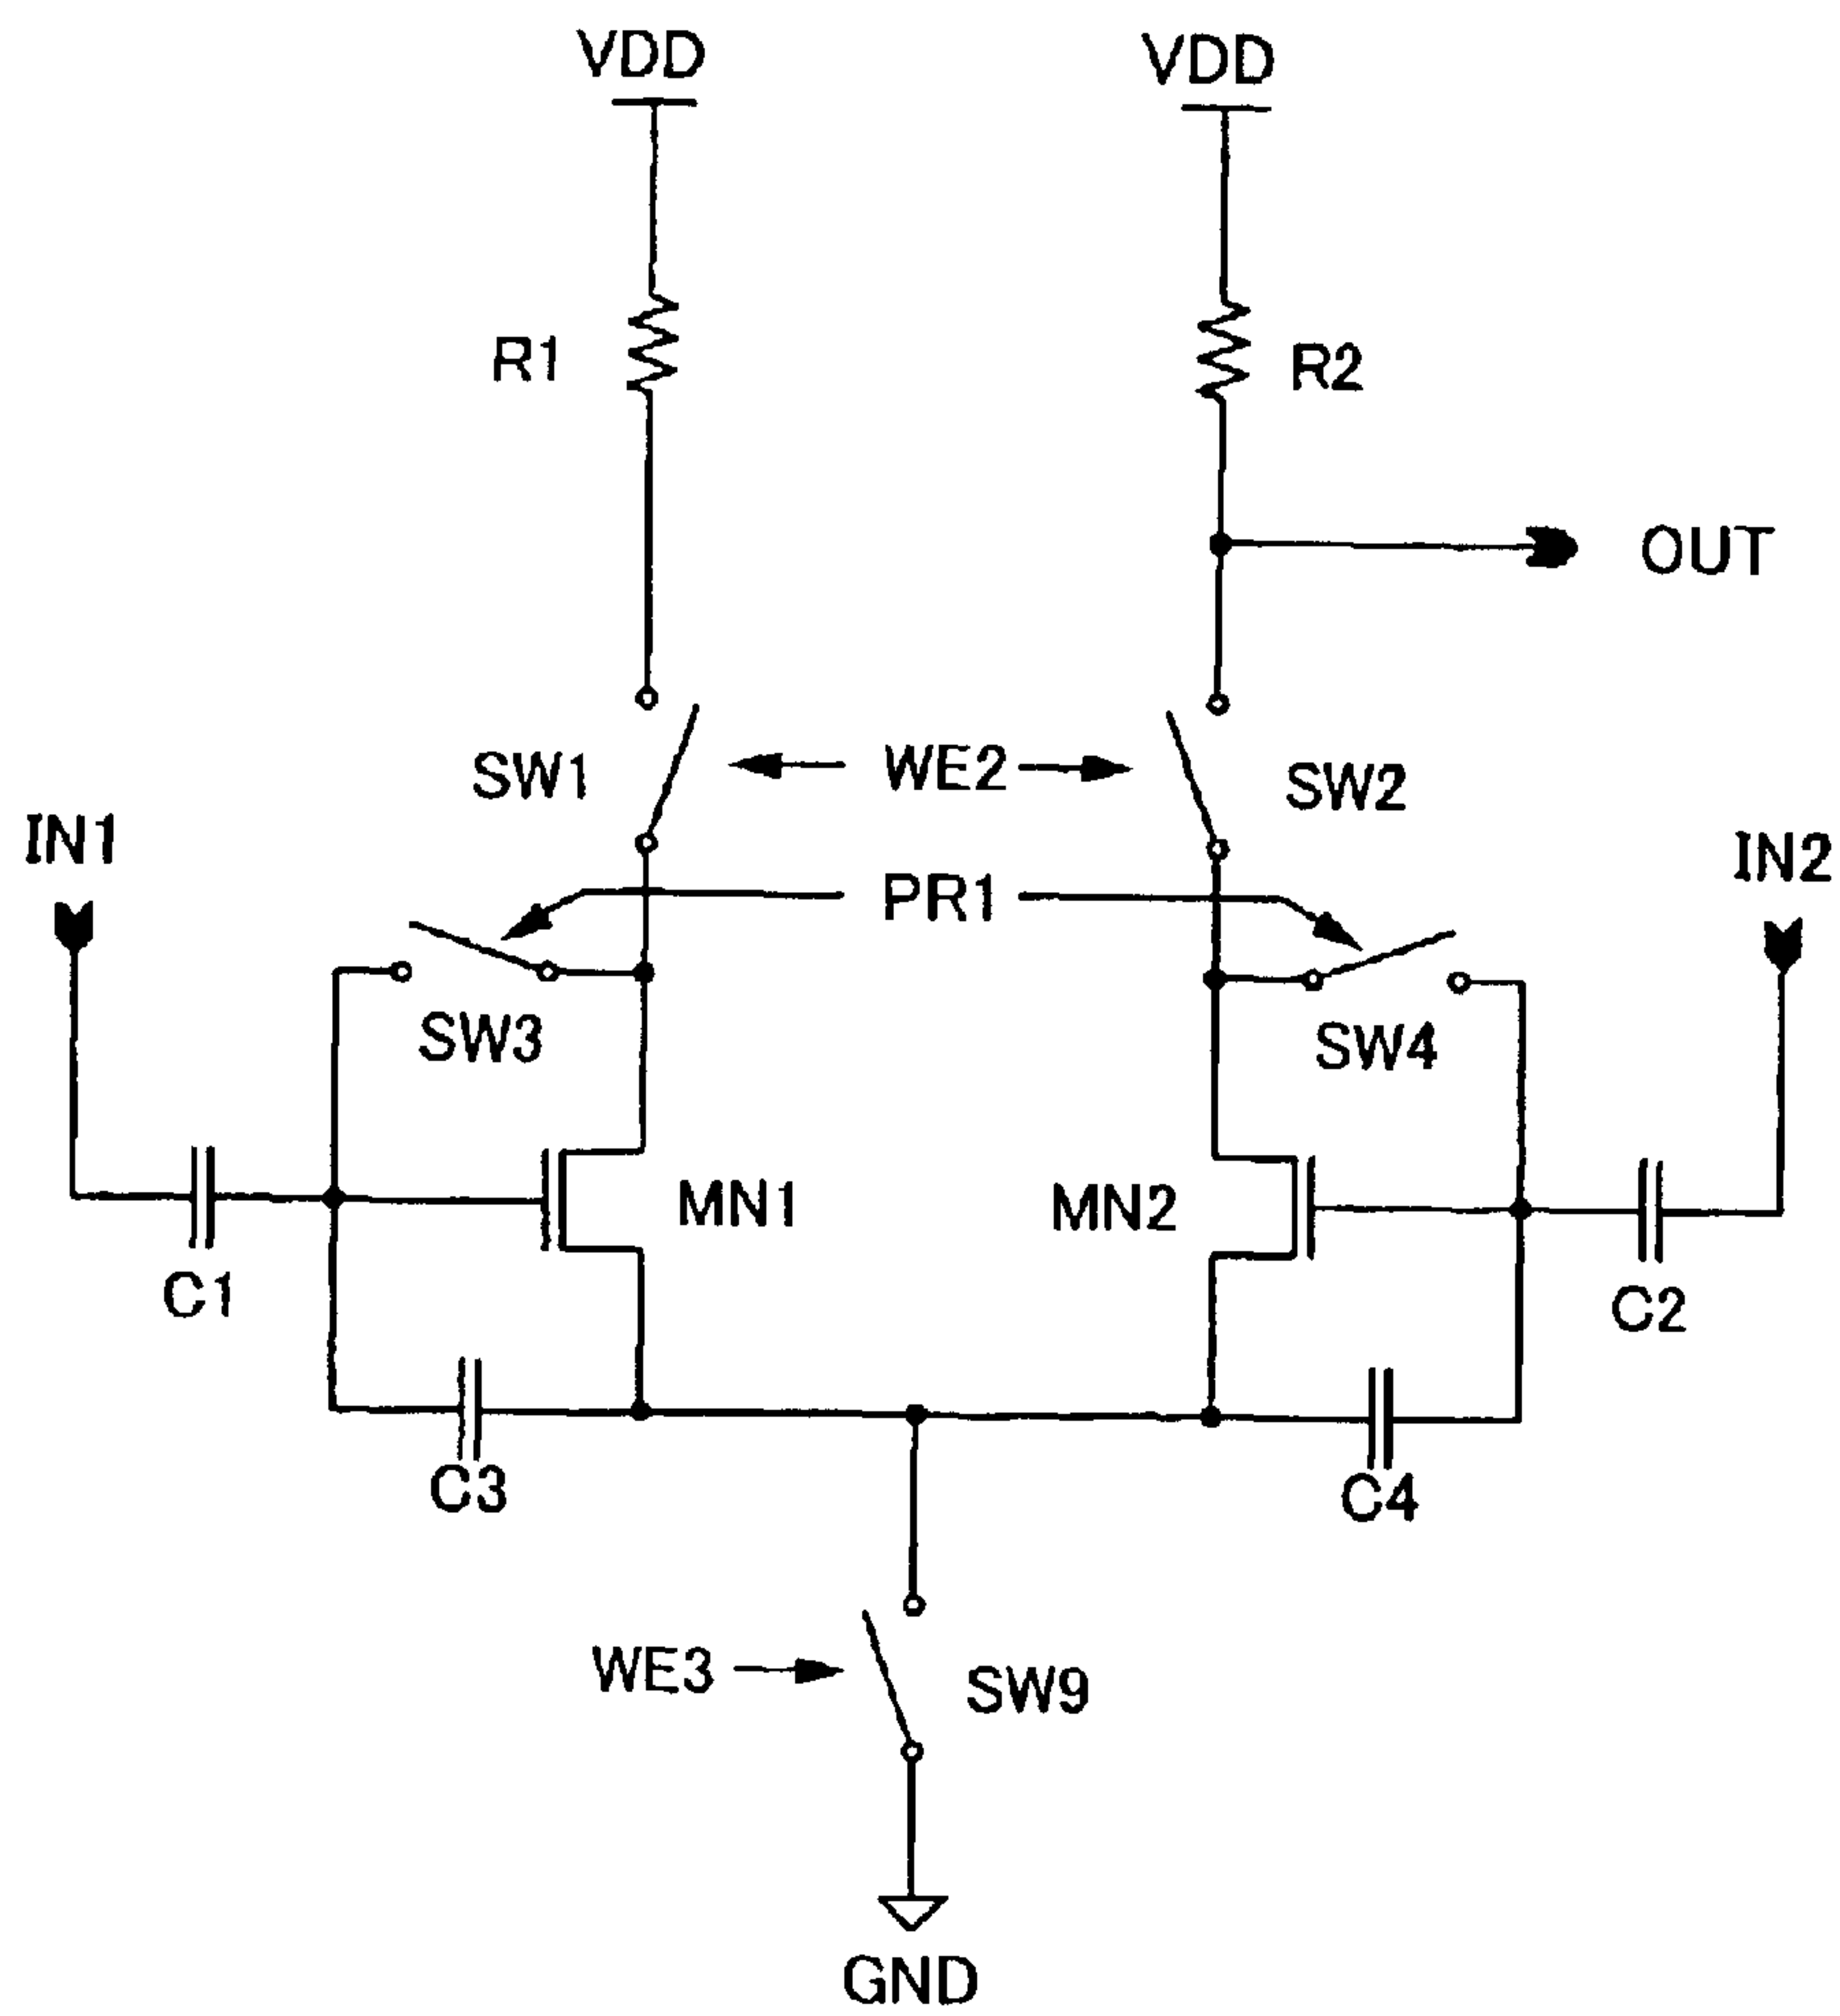 VDD VDD
R1 R2
OUT
SW1 WE2 SW2
IN1 PR1 IN2
SW3 SW4
MN1 MN2
C1 C2
C3 C4
WE3 SW9
GND